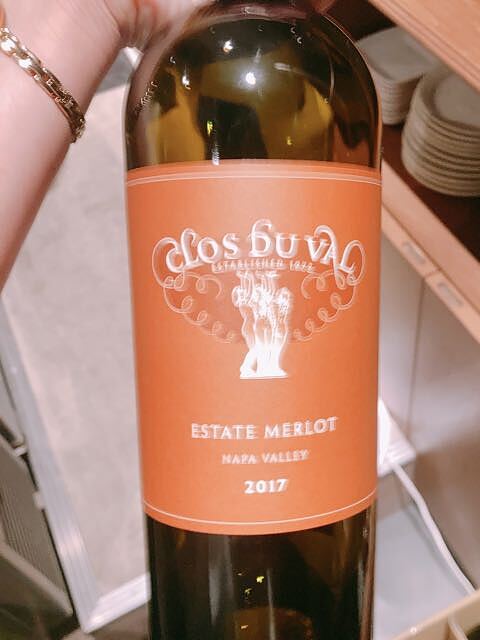 CLOS DU VAL
ESTABLISHED 1972
ESTATE MERLOT
NAPA VALLEY
2017